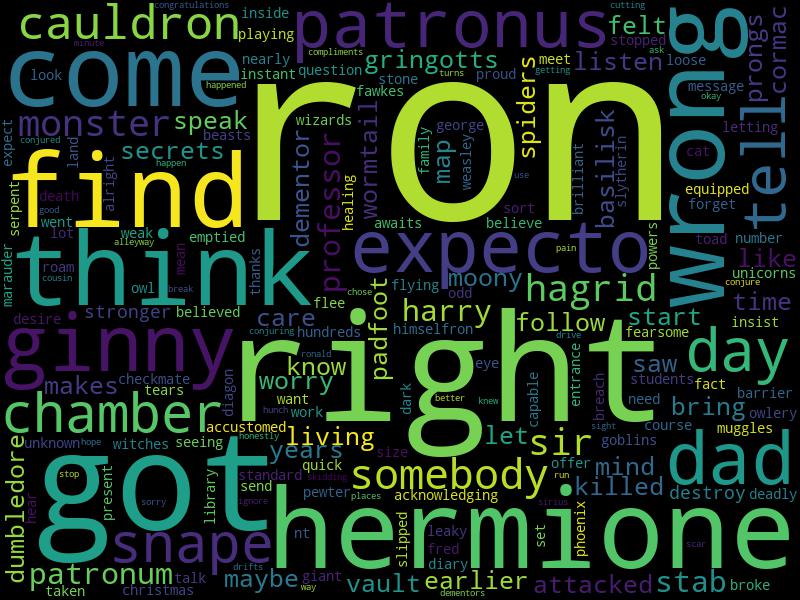 congratulations
cauldron
inside
playing
patronus
felt
stopped
cutting
ask
minute
compliments
turns
getting
come
nearly
gringotts
meet
listen
loose
wrong
prongs
cormac
look
instant
question
stone
proud
eye
happened
fawkes
message
okay
ron
monster
speak
beasts
wizards
george
spiders
letting
tell
expect
conjured
land
secrets
dementor
professor
wormtail
family
map
weasley
brilliant
basilisk
slytherin
cat
find
happen
alright
healing
sort
use
equipped
forget
serpent
death
good
went
weak
emptied
awaits
believe
toad
number
lot
alleyway
think
expecto
pain
powers
like
marauder
roam
cousin
owl
break
mean
thanks
flee
chose
flying
odd
moony
hagrid
conjure
unicorns
time
desire
stronger
believed
care
padfoot
harry
follow
start
fearsome
insist
ginny
conjuring
hundreds
himselfron
drive
right
saw
day
makes
checkmate
tears
diagon
ronald
know
worry
want
hunch
work
dark
better
knew
capable
entrance
breach
students
fact
need
bring
barrier
owlery
chamber
accustomed
living
let
sir
sight
course
muggles
goblins
unknown
hope
witches
seeing
honestly
years
size
offer
mind
dad
dumbledore
stop
got
library
standard
quick
skidding
somebody
run
killed
destroy
deadly
hear
present
sorry
send
ignore
pewter
places
acknowledging
sirius
hermione
snape
nt
slipped
leaky
fred
diary
set
phoenix
scar
patronum
talk
drifts
maybe
giant
way
vault
earlier
dementors
attacked
stab
broke
taken
christmas